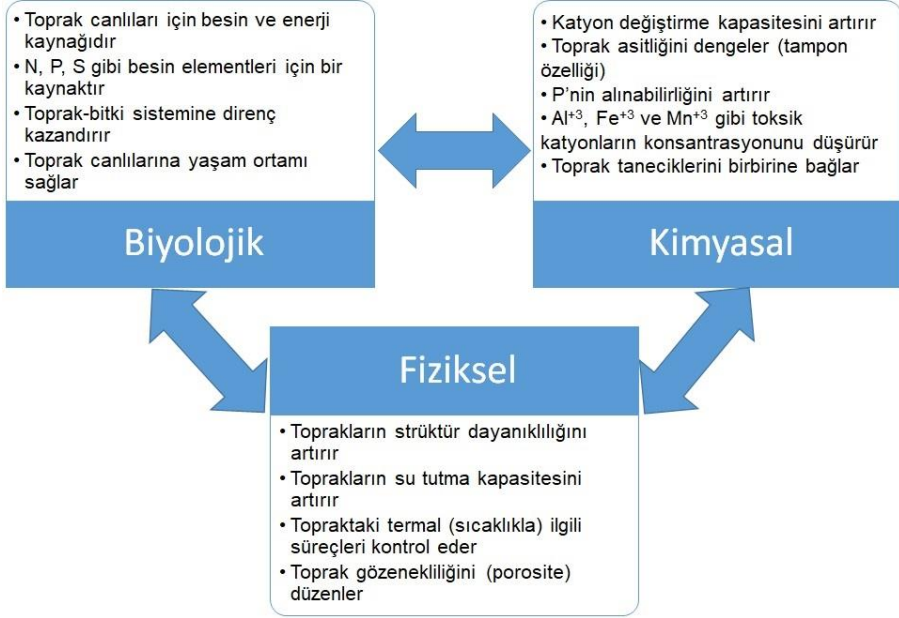 • Toprak canlıları için besin ve enerji
kaynağıdır
• N, P, S gibi besin elementleri için bir
kaynaktır
• Toprak-bitki sistemine direnç
kazandırır
• Toprak canlılarına yaşam ortamı
sağlar
Biyolojik
• Katyon değiştirme kapasitesini artırır
• Toprak asitliğini dengeler (tampon
özelliği)
• P’nin alınabilirliğini artırır
• Al⁺³, Fe⁺³ ve Mn⁺³ gibi toksik
katyonların konsantrasyonunu düşürür
• Toprak taneciklerini birbirine bağlar
Kimyasal
Fiziksel
• Toprakların strüktür dayanıklılığını
artırır
• Toprakların su tutma kapasitesini
artırır
• Topraktaki termal (sıcaklıkla) ilgili
süreçleri kontrol eder
• Toprak gözenekliliğini (porosite)
düzenler